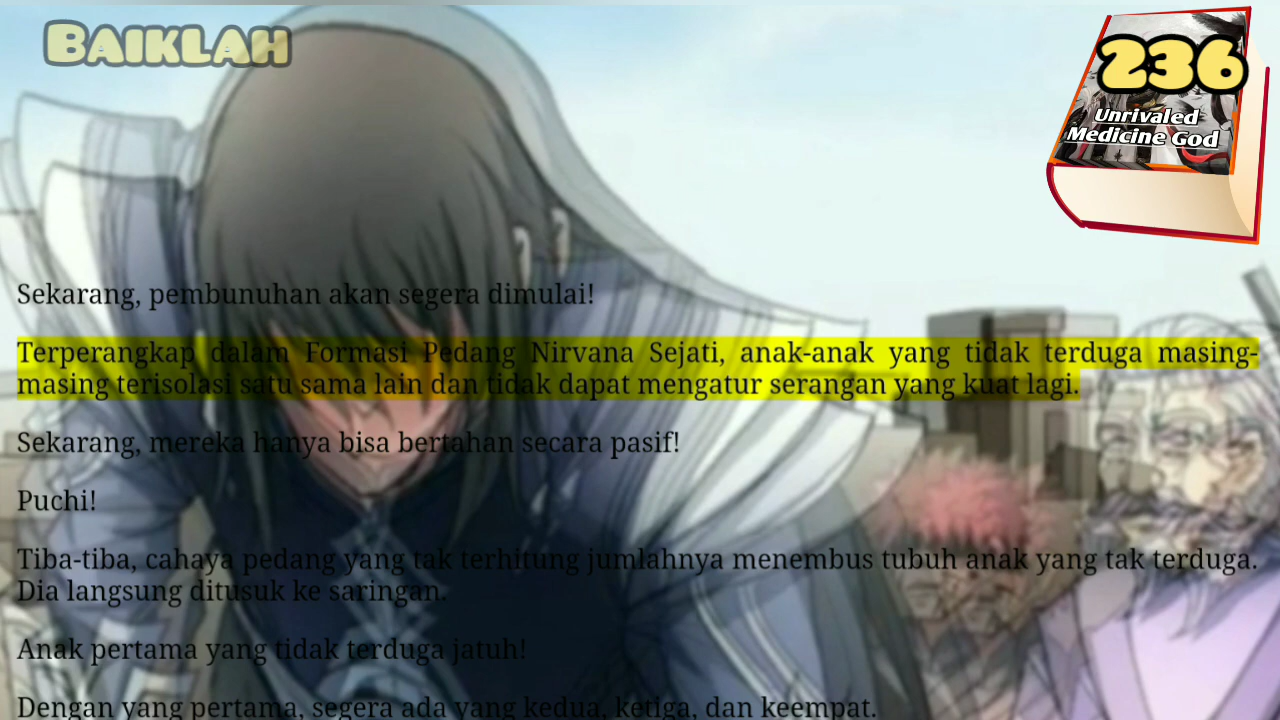 Baiklah
236
Unrivaled
Medicine God
Sekarang, pembunuhan akan segera dimulai!
Terperangkap dalam Formasi Pedang Nirvana Sejati, anak-anak yang tidak terduga masing-
masing terisolasi satu sama lain dan tidak dapat mengatur serangan yang kuat lagi.
Sekarang, mereka hanya bisa bertahan secara pasif!
Puchi!
Tiba-tiba, cahaya pedang yang tak terhitung jumlahnya menembus tubuh anak yang tak terduga.
Dia langsung ditusuk ke saringan.
Anak pertama yang tidak terduga jatuh!
Dengan yang pertama, segera ada yang kedua, ketiga, dan keempat.